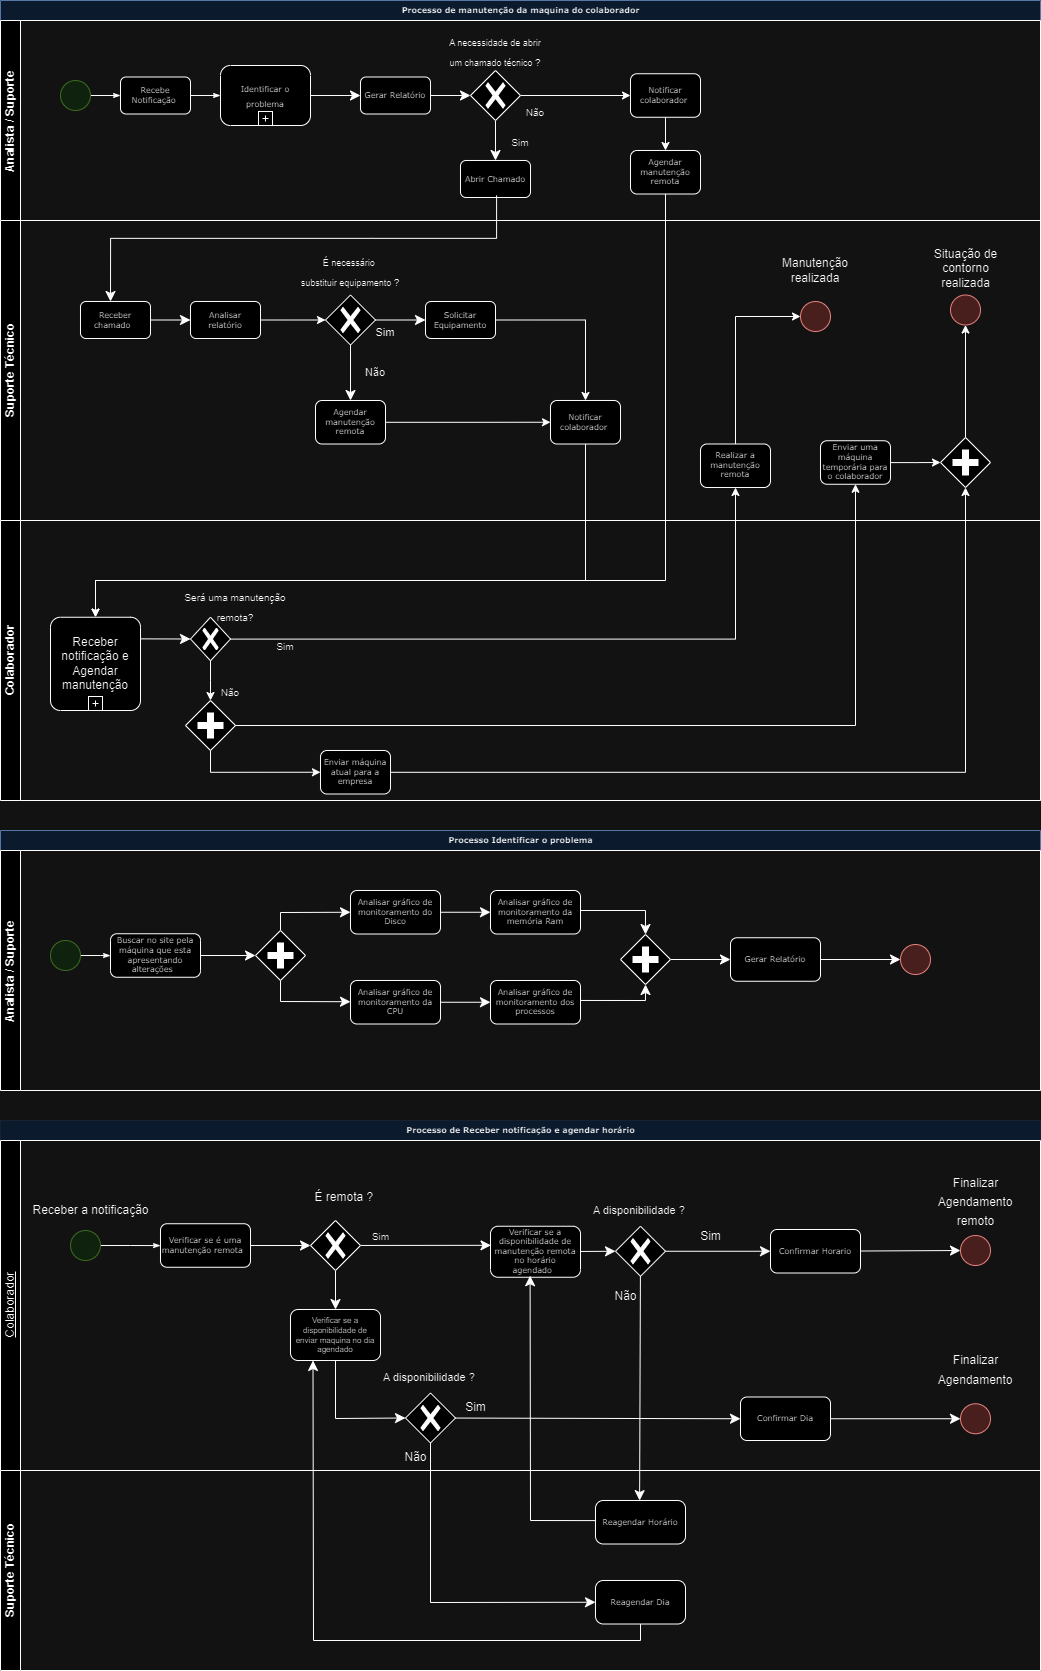 Processo de manutenção da maquina do colaborador
Analista / Suporte
Recebe
Notificação
Identificar o
problema
Gerar Relatório
A necessidade de abrir
um chamado técnico ?
Não
Sim
Abrir Chamado
Notificar
colaborador
Agendar
manutenção
remota
Suporte Técnico
Receber
chamado
Analisar
relatório
É necessário
substituir equipamento ?
Sim
Não
Solicitar
Equipamento
Agendar
manutenção
remota
Notificar
colaborador
Manutenção
realizada
Situação de
contorno
realizada
Realizar a
manutenção
remota
Enviar uma
máquina
temporária para
o colaborador
Colaborador
Receber
notificação e
Agendar
manutenção
Será uma manutenção
remota?
Sim
Não
Enviar máquina
atual para a
empresa
Processo Identificar o problema
Analista / Suporte
Buscar no site pela
máquina que esta
apresentando
alterações
Analisar gráfico de
monitoramento do
Disco
Analisar gráfico de
monitoramento da
memória Ram
Analisar gráfico de
monitoramento da
CPU
Analisar gráfico de
monitoramento dos
processos
Gerar Relatório
Processo de Receber notificação e agendar horário
Colaborador
Receber a notificação
Verificar se é uma
manutenção remota
É remota ?
Sim
Verificar se a
disponibilidade de
manutenção remota
no horário
agendado
A disponibilidade ?
Sim
Não
Confirmar Horario
Finalizar
Agendamento
remoto
Verificar se a
disponibilidade de
enviar maquina no dia
agendado
A disponibilidade ?
Sim
Não
Confirmar Dia
Finalizar
Agendamento
Suporte Técnico
Reagendar Horário
Reagendar Dia